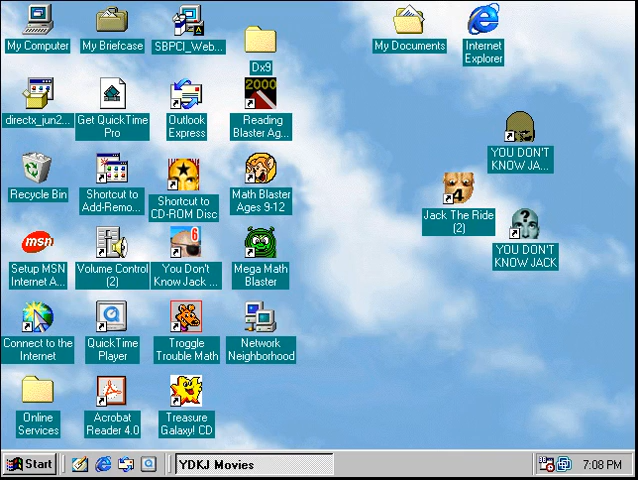 My Computer
My Briefcase
SBPCI_Web...
Dx9
My Documents
Internet
Explorer
directx_jun2...
Get QuickTime
Pro
Outlook
Express
2000
Reading
Blaster Ag...
YOU DON'T
KNOW JA...
Recycle Bin
Shortcut to
Add-Remo...
Shortcut to
CD-ROM Disc
Math Blaster
Ages 9-12
4
Jack The Ride
(2)
?
YOU DON'T
KNOW JACK
msn
Setup MSN
Internet A...
Volume Control
(2)
6
You Don't
Know Jack ...
Mega Math
Blaster
Connect to the
Internet
QuickTime
Player
Troggle
Trouble Math
Network
Neighborhood
Online
Services
Acrobat
Reader 4.0
Treasure
Galaxy! CD
Start
YDKJ Movies
7:08 PM